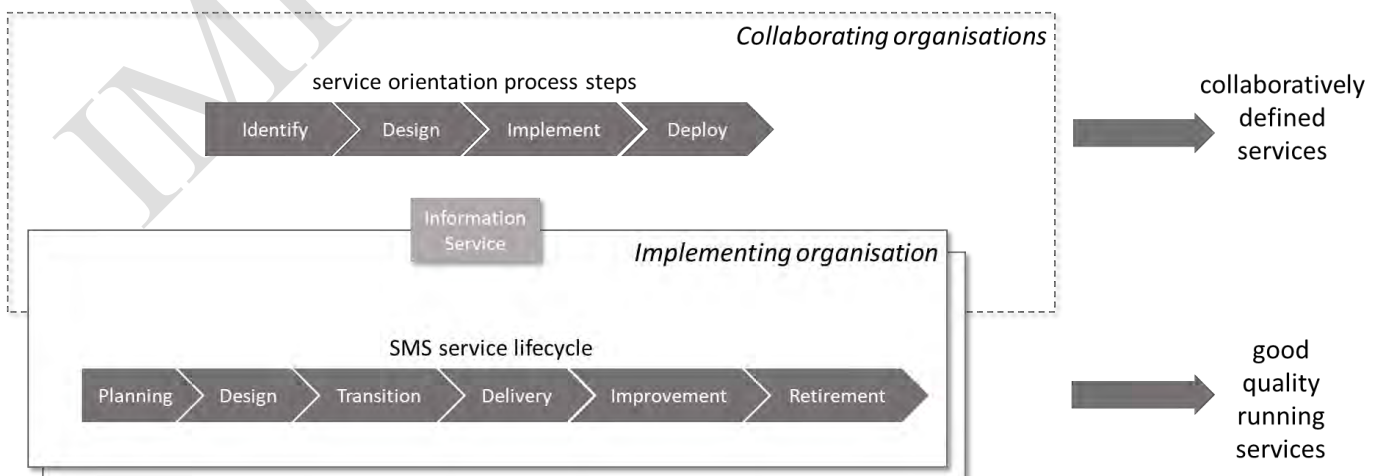 Collaborating organisations
service orientation process steps
Identify
Design
Implement
Deploy
collaboratively
defined
services
Information
Service
Implementing organisation
SMS service lifecycle
Planning
Design
Transition
Delivery
Improvement
Retirement
good
quality
running
services